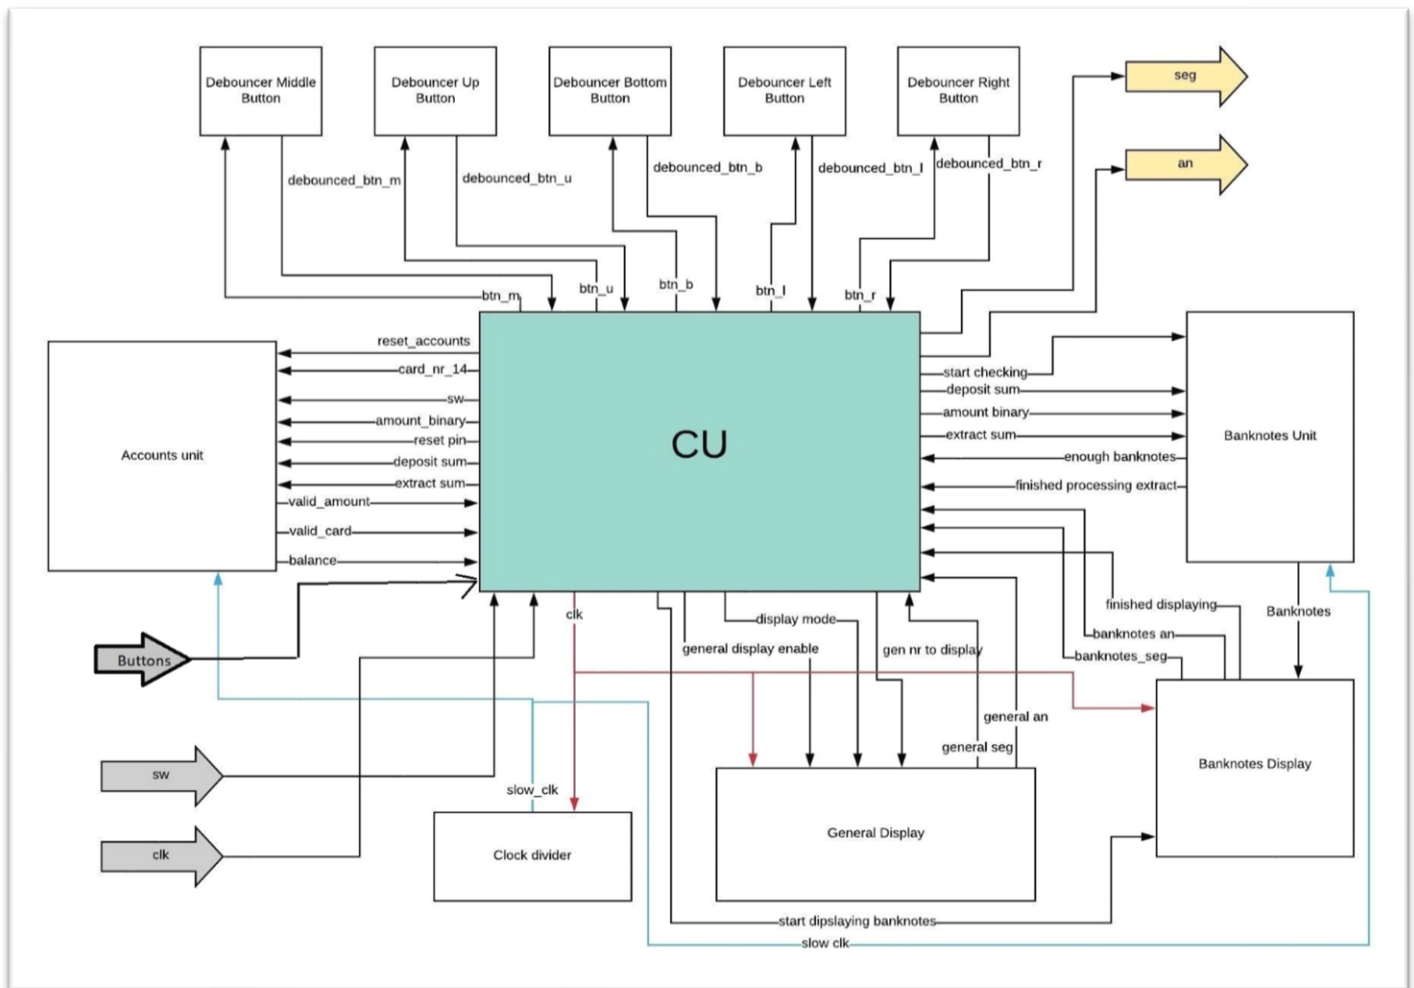 Debouncer Middle
Button
Debouncer Up
Button
Debouncer Bottom
Button
Debouncer Left
Button
Debouncer Right
Button
seg
an
debounced_btn_m
debounced_btn_u
debounced_btn_b
debounced_btn_l
debounced_btn_r
btn_m
btn_u
btn_b
btn_l
btn_r
Accounts unit
reset_accounts
card_nr_14
sw
amount_binary
reset pin
deposit sum
extract sum
valid_amount
valid_card
balance
CU
start checking
deposit sum
amount binary
extract sum
enough banknotes
finished processing extract
Banknotes Unit
finished displaying
banknotes an
banknotes_seg
Banknotes
Buttons
sw
clk
clk
display mode
general display enable
gen nr to display
general an
general seg
slow_clk
Clock divider
General Display
Banknotes Display
start dipslaying banknotes
slow clk